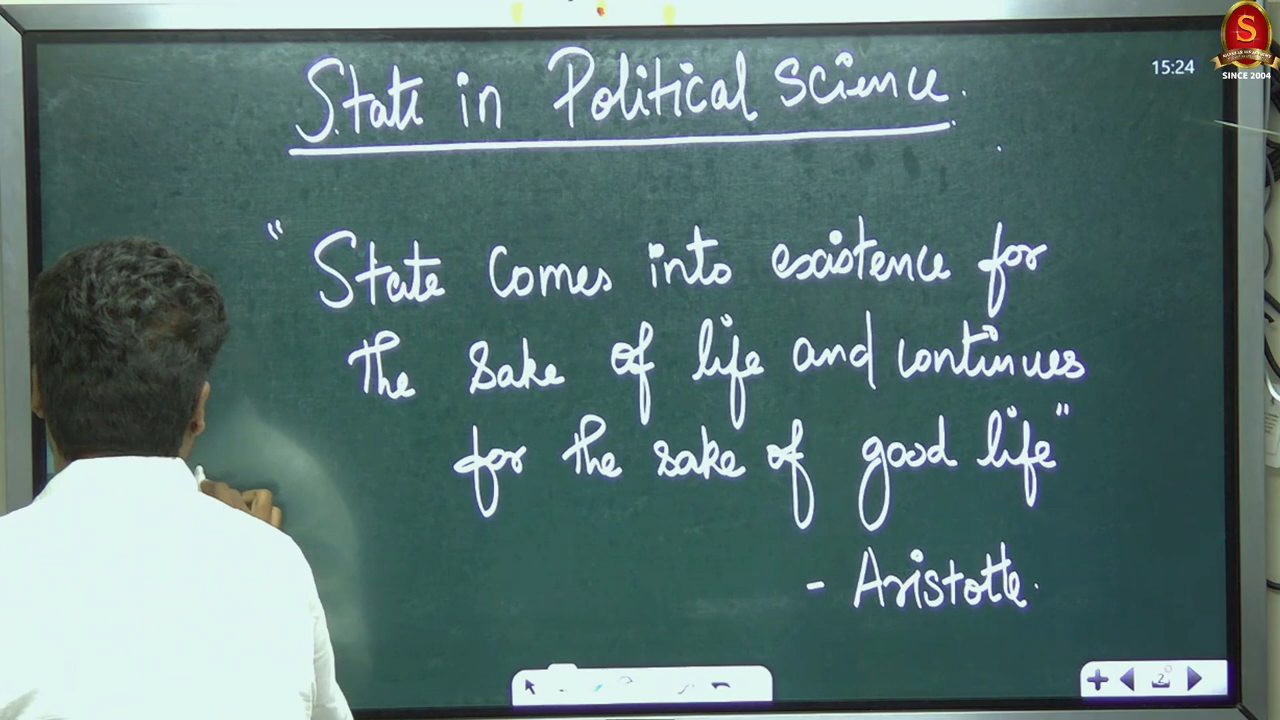 State in Political Science.
15:24
S
SINCE 2004
"State Comes into existence for
the sake of life and continues
for the sake of good life"
- Aristotle.
2